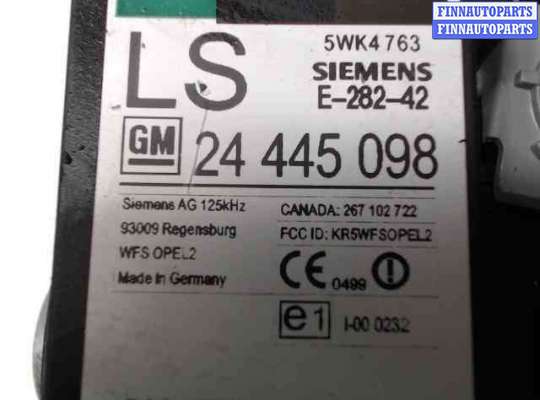 FINNAUTOPARTS
FINNAUTOPARTS
FINNAUTOPARTS
LS
5WK4 763
SIEMENS
E-282-42
GM
24 445 098
Siemens AG 125kHz
93009 Regensburg
WFS OPEL2
Made in Germany
CANADA: 267 102 722
FCC ID: KR5WFSOPEL2
CE 0499
e1
I-00 0232